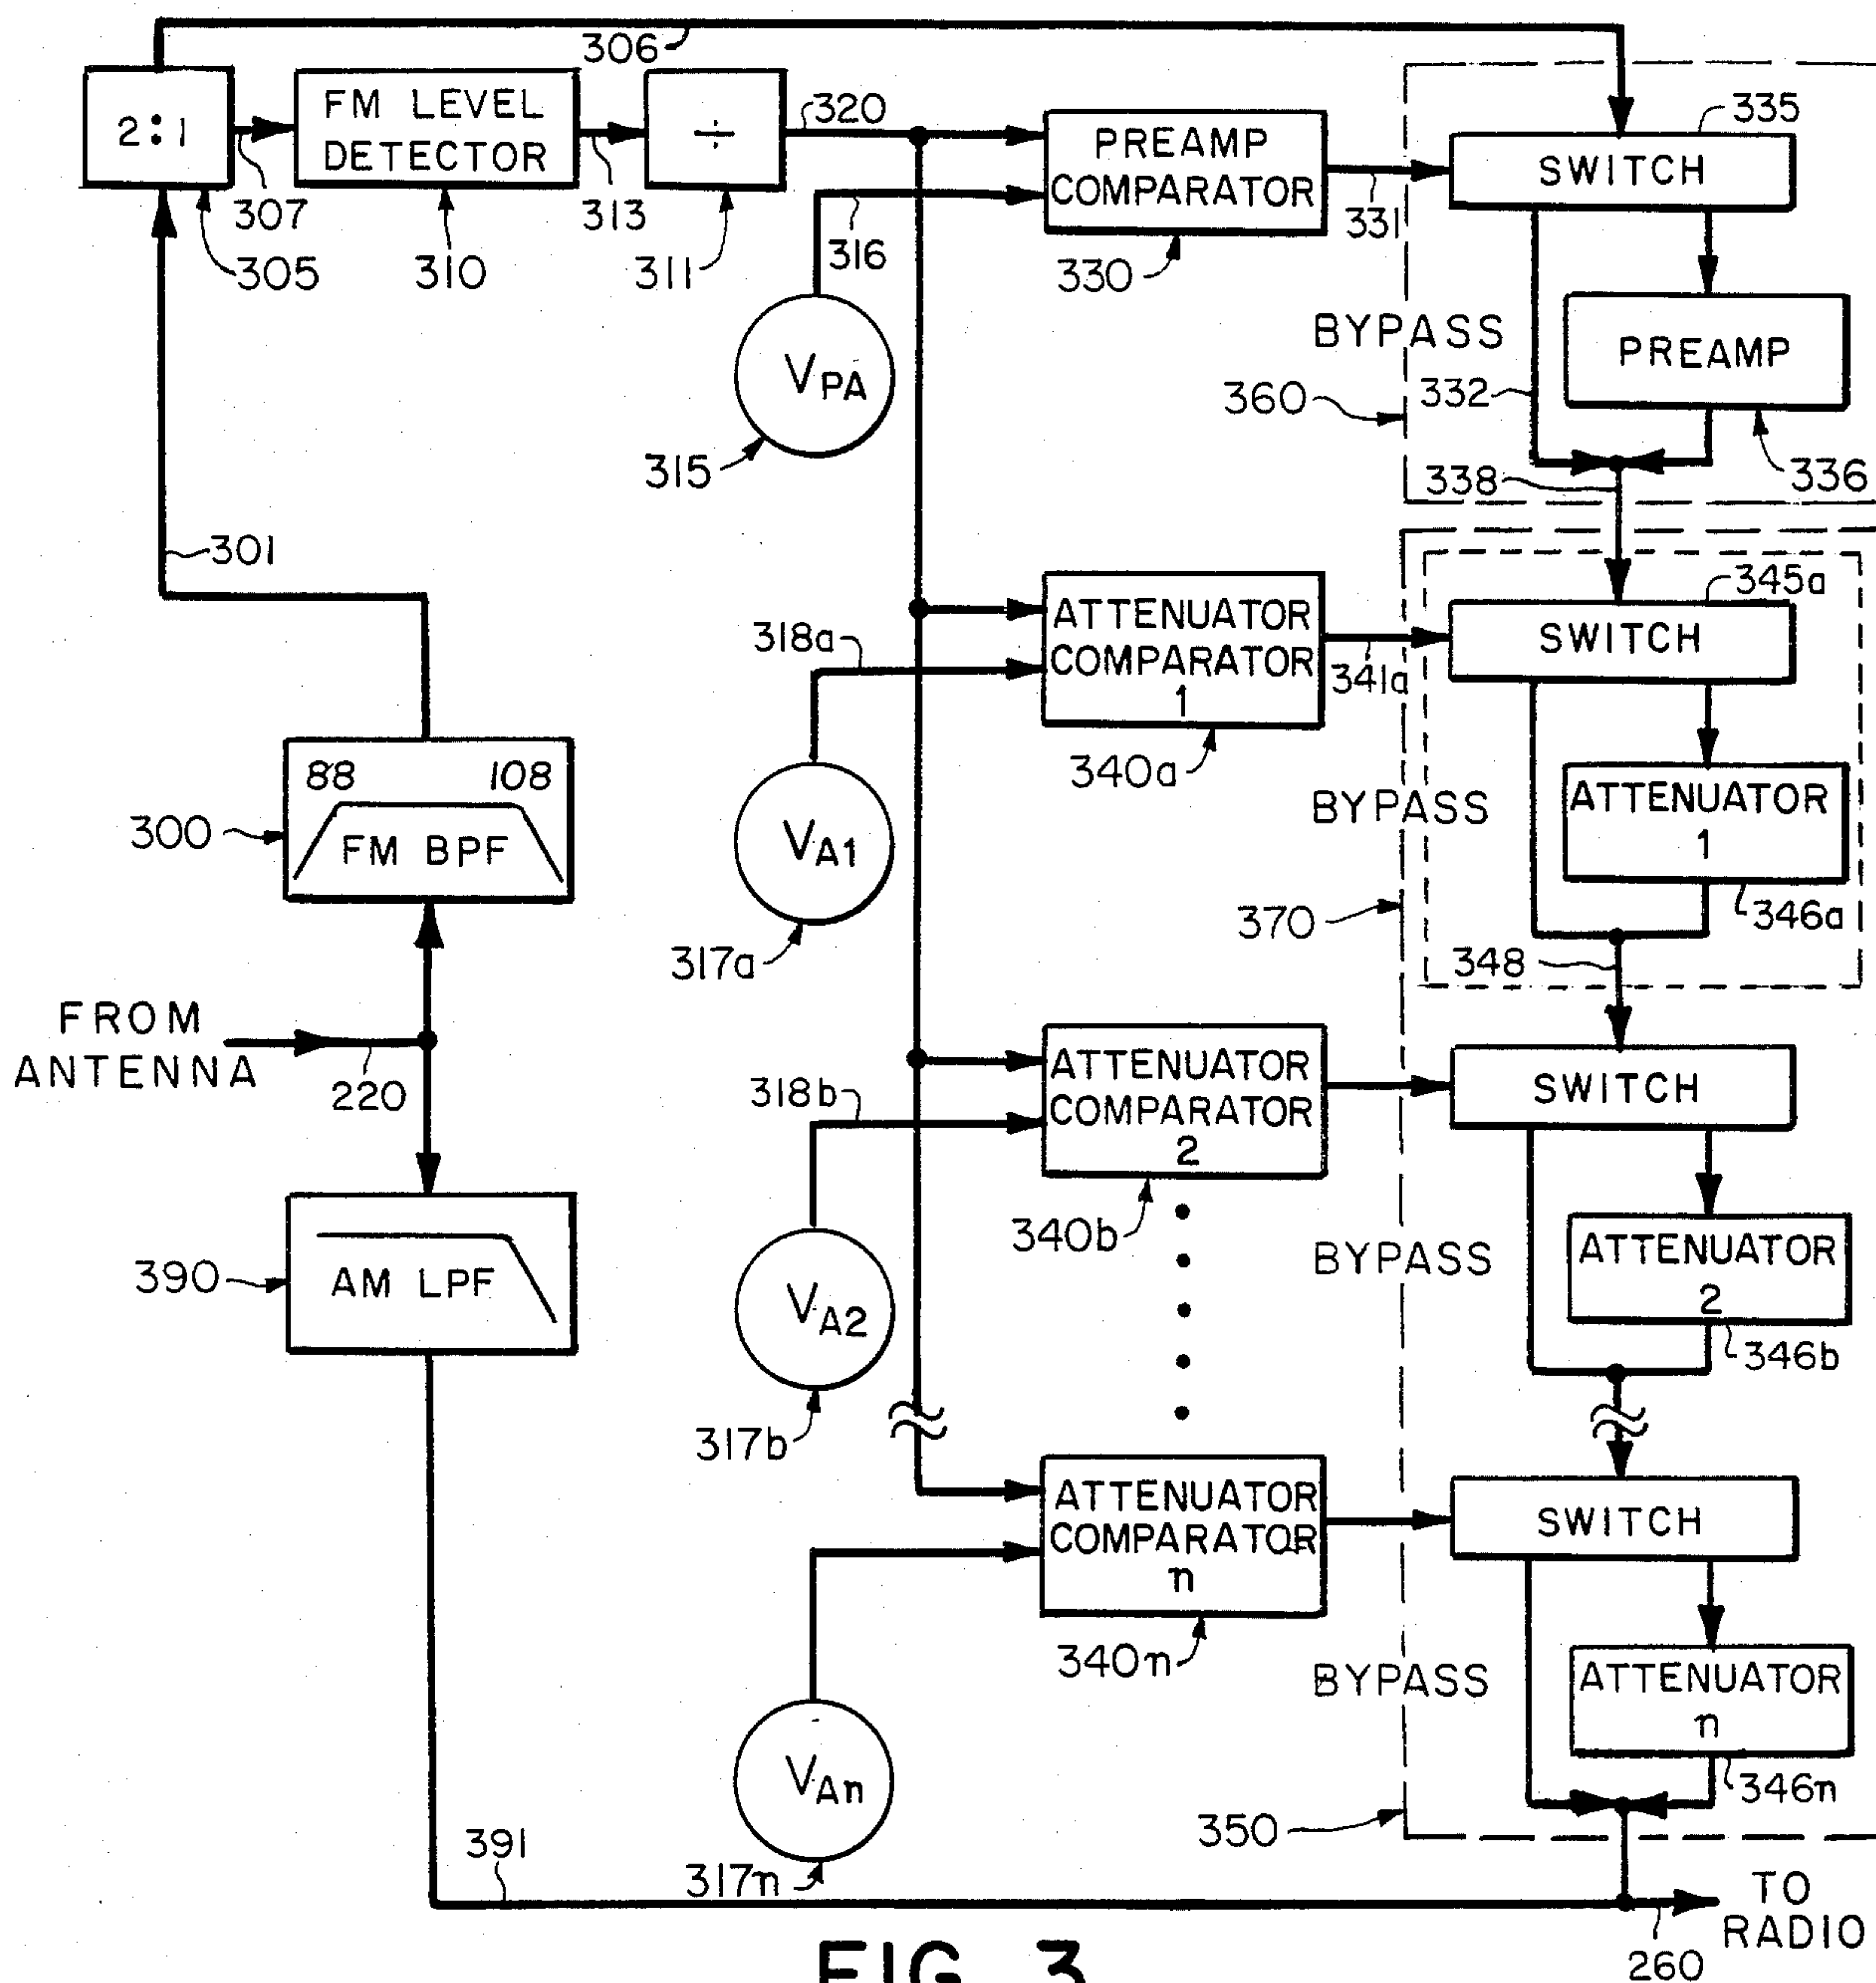 306
2:1
FM LEVEL
DETECTOR
÷
320
PREAMP
COMPARATOR
335
SWITCH
307
305
310
313
311
316
330
331
BYPASS
PREAMP
VPA
315
360
332
338
336
301
318a
ATTENUATOR
COMPARATOR
1
341a
345a
SWITCH
88 108
FM BPF
300
VA1
317a
340a
BYPASS
ATTENUATOR
1
370
346a
348
FROM
ANTENNA
220
318b
ATTENUATOR
COMPARATOR
2
SWITCH
390
AM LPF
VA2
317b
340b
BYPASS
ATTENUATOR
2
346b
ATTENUATOR
COMPARATOR
n
SWITCH
340n
BYPASS
ATTENUATOR
n
VAn
317n
346n
350
391
TO
RADIO
260
FIG. 3